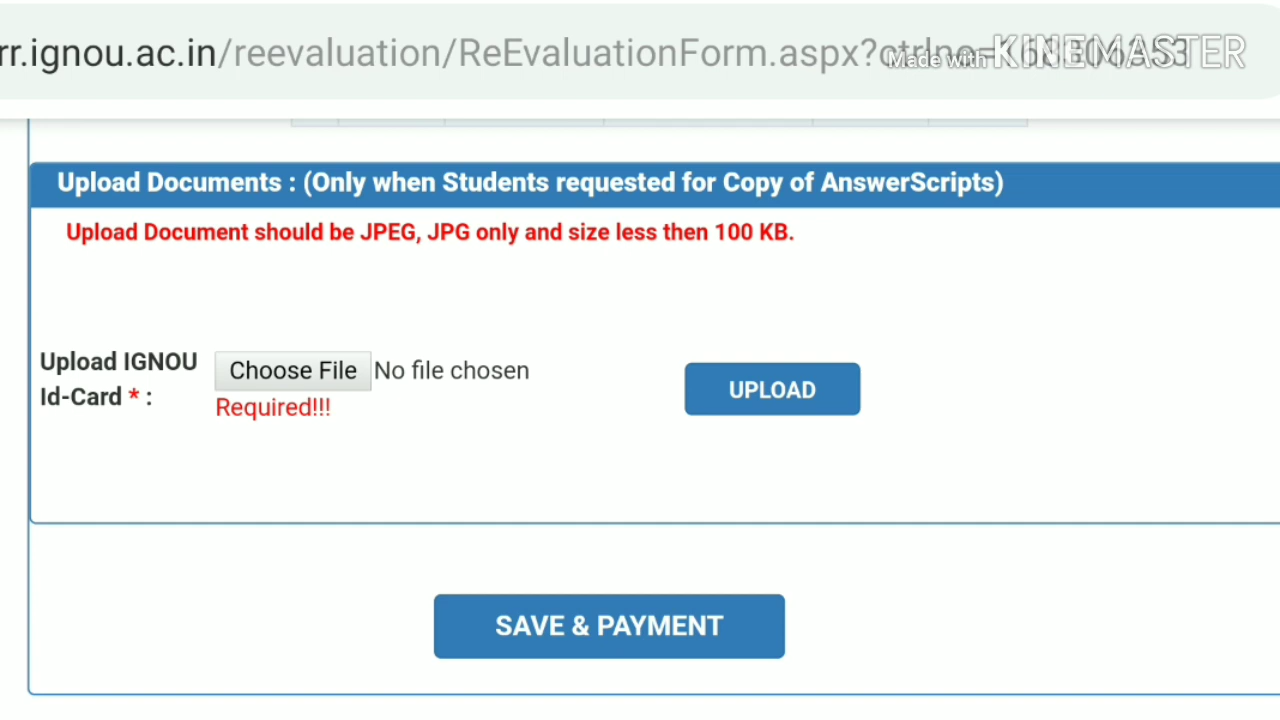 rr.ignou.ac.in/reevaluation/ReEvaluationForm.aspx?ctrlno=
Made with KINEMASTER
Upload Documents : (Only when Students requested for Copy of AnswerScripts)
Upload Document should be JPEG, JPG only and size less then 100 KB.
Upload IGNOU
Id-Card * :
Choose File No file chosen
Required!!!
UPLOAD
SAVE & PAYMENT